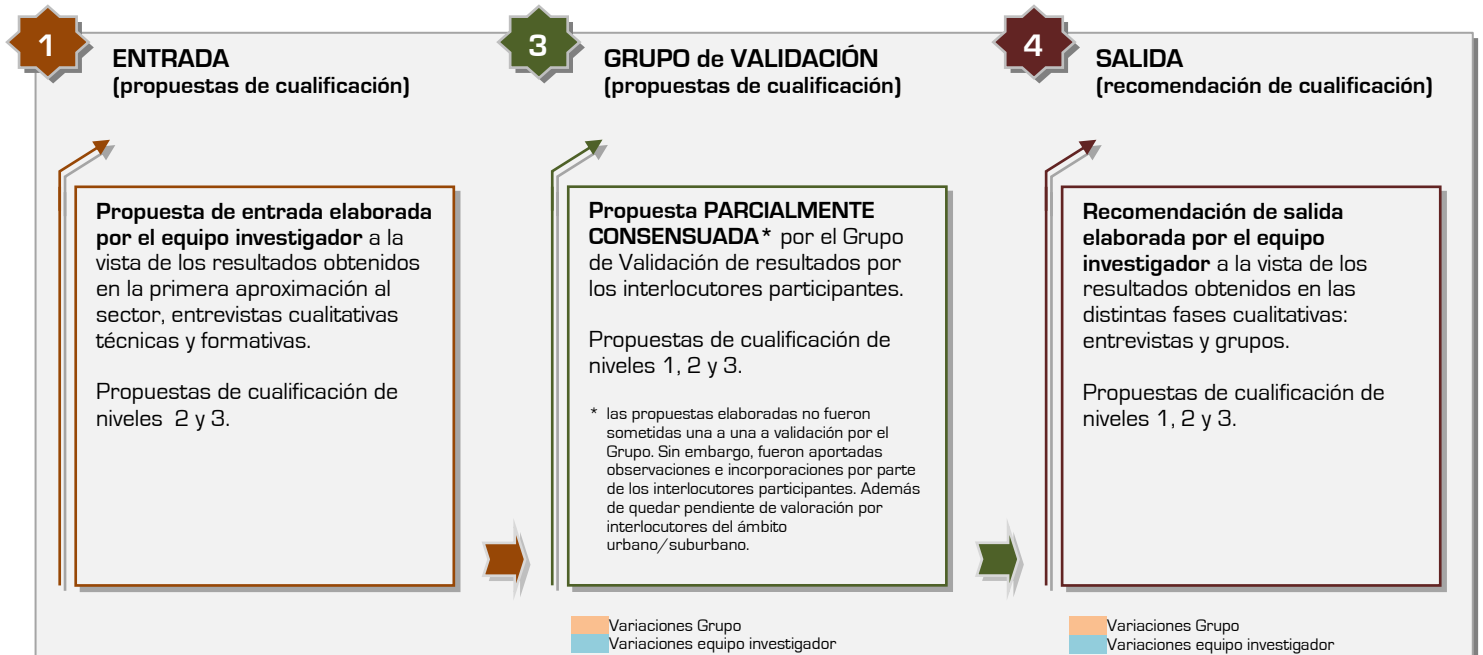 1
ENTRADA
(propuestas de cualificación)
Propuesta de entrada elaborada
por el equipo investigador a la
vista de los resultados obtenidos
en la primera aproximación al
sector, entrevistas cualitativas
técnicas y formativas.
Propuestas de cualificación de
niveles 2 y 3.
3
GRUPO de VALIDACIÓN
(propuestas de cualificación)
Propuesta PARCIALMENTE
CONSENSUADA* por el Grupo
de Validación de resultados por
los interlocutores participantes.
Propuestas de cualificación de
niveles 1, 2 y 3.
* las propuestas elaboradas no fueron
sometidas una a una a validación por el
Grupo. Sin embargo, fueron aportadas
observaciones e incorporaciones por parte
de los interlocutores participantes. Además
de quedar pendiente de valoración por
interlocutores del ámbito
urbano/suburbano.
Variaciones Grupo
Variaciones equipo investigador
4
SALIDA
(recomendación de cualificación)
Recomendación de salida
elaborada por el equipo
investigador a la vista de los
resultados obtenidos en las
distintas fases cualitativas:
entrevistas y grupos.
Propuestas de cualificación de
niveles 1, 2 y 3.
Variaciones Grupo
Variaciones equipo investigador